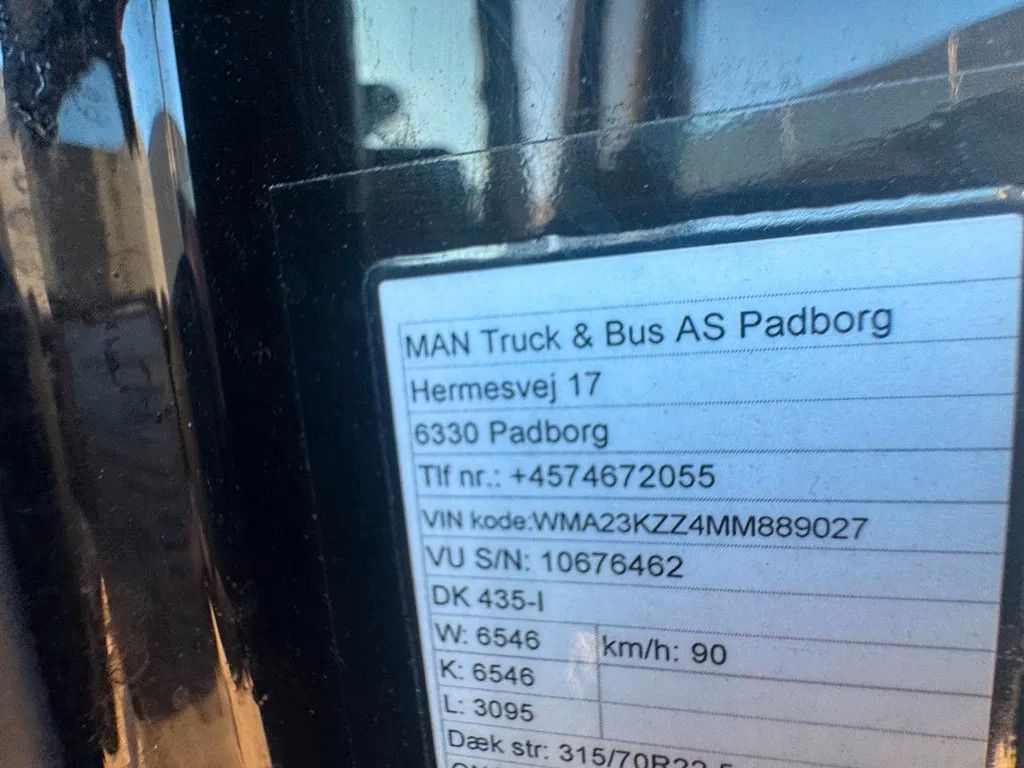 MAN Truck & Bus AS Padborg
Hermesvej 17
6330 Padborg
Tlf nr.: +4574672055
VIN kode:WMA23KZZ4MM889027
VU S/N: 10676462
DK 435-I
W: 6546 km/h: 90
K: 6546
L: 3095
Dæk str: 315/70R22.5